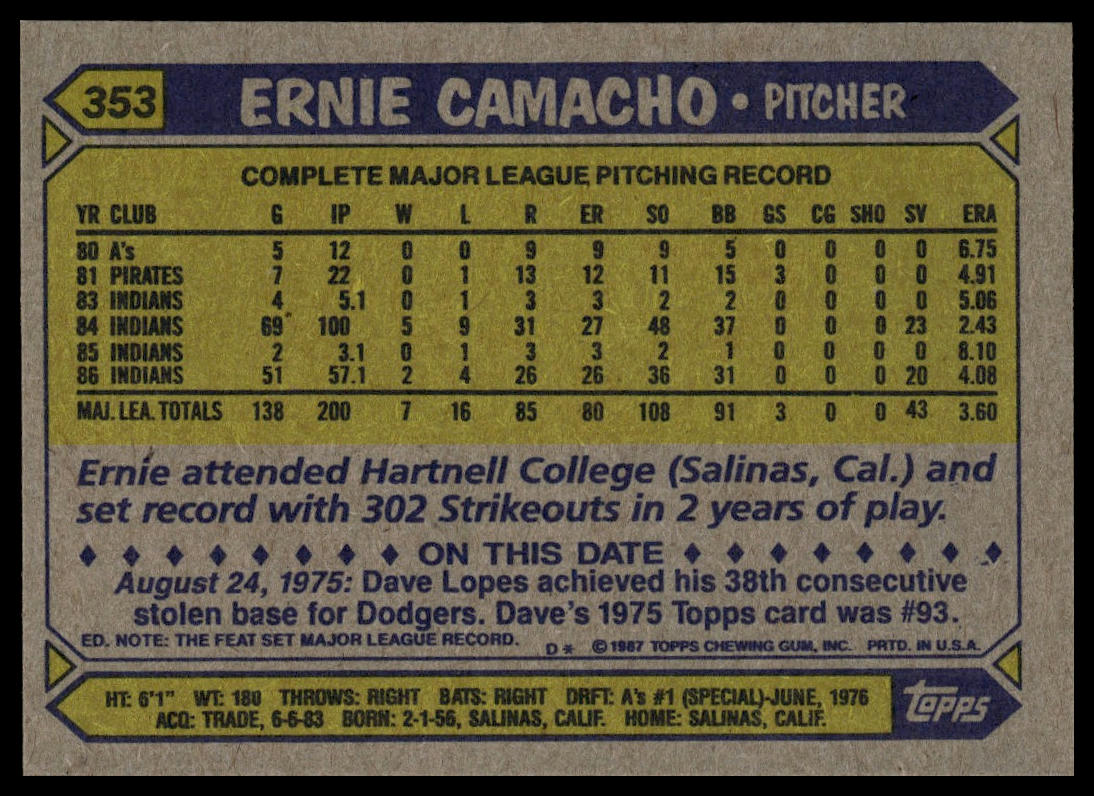 353 ERNIE CAMACHO • PITCHER
COMPLETE MAJOR LEAGUE PITCHING RECORD
YR CLUB G IP W L R ER SO BB GS CG SHO SV ERA
80 A's 5 12 0 0 9 9 9 5 0 0 0 0 6.75
81 PIRATES 7 22 0 1 13 12 11 15 3 0 0 0 4.91
83 INDIANS 4 5.1 0 1 3 3 2 2 0 0 0 0 5.06
84 INDIANS 69 100 5 9 31 27 48 37 0 0 0 23 2.43
85 INDIANS 2 3.1 0 1 3 3 2 1 0 0 0 0 8.10
86 INDIANS 51 57.1 2 4 26 26 36 31 0 0 0 20 4.08
MAJ. LEA. TOTALS 138 200 7 16 85 80 108 91 3 0 0 43 3.60
Ernie attended Hartnell College (Salinas, Cal.) and
set record with 302 Strikeouts in 2 years of play.
♦ ♦ ♦ ♦ ♦ ♦ ♦ ♦ ON THIS DATE ♦ ♦ ♦ ♦ ♦ ♦ ♦ ♦
August 24, 1975: Dave Lopes achieved his 38th consecutive
stolen base for Dodgers. Dave's 1975 Topps card was #93.
ED. NOTE: THE FEAT SET MAJOR LEAGUE RECORD.
D* © 1987 TOPPS CHEWING GUM, INC. PRTD. IN U.S.A.
HT: 6'1" WT: 180 THROWS: RIGHT BATS: RIGHT DRFT: A's #1 (SPECIAL)-JUNE, 1976
ACQ: TRADE, 6-6-83 BORN: 2-1-56, SALINAS, CALIF. HOME: SALINAS, CALIF.
topps